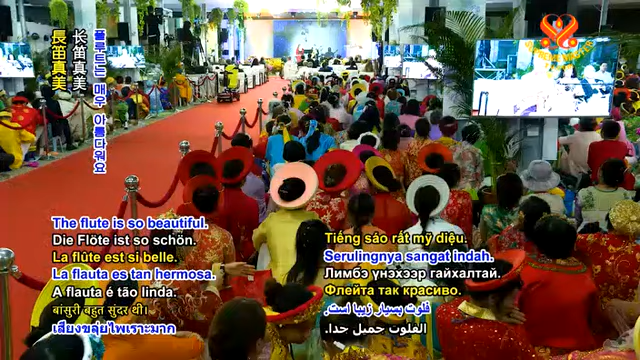 長笛真美
长笛真美
플루트는 매우 아름다워요
SUPREME MASTER
The flute is so beautiful.
Die Flöte ist so schön.
La flûte est si belle.
La flauta es tan hermosa.
A flauta é tão linda.
बांसुरी बहुत सुंदर थी।
เสียงขลุ่ยไพเราะมาก
Tiếng sáo rất mỹ diệu.
Serulingnya sangat indah.
Лимбэ үнэхээр гайхалтай.
Флейта так красиво.
فلوت بسیار زیبا است.
الفلوت جميل جدا.